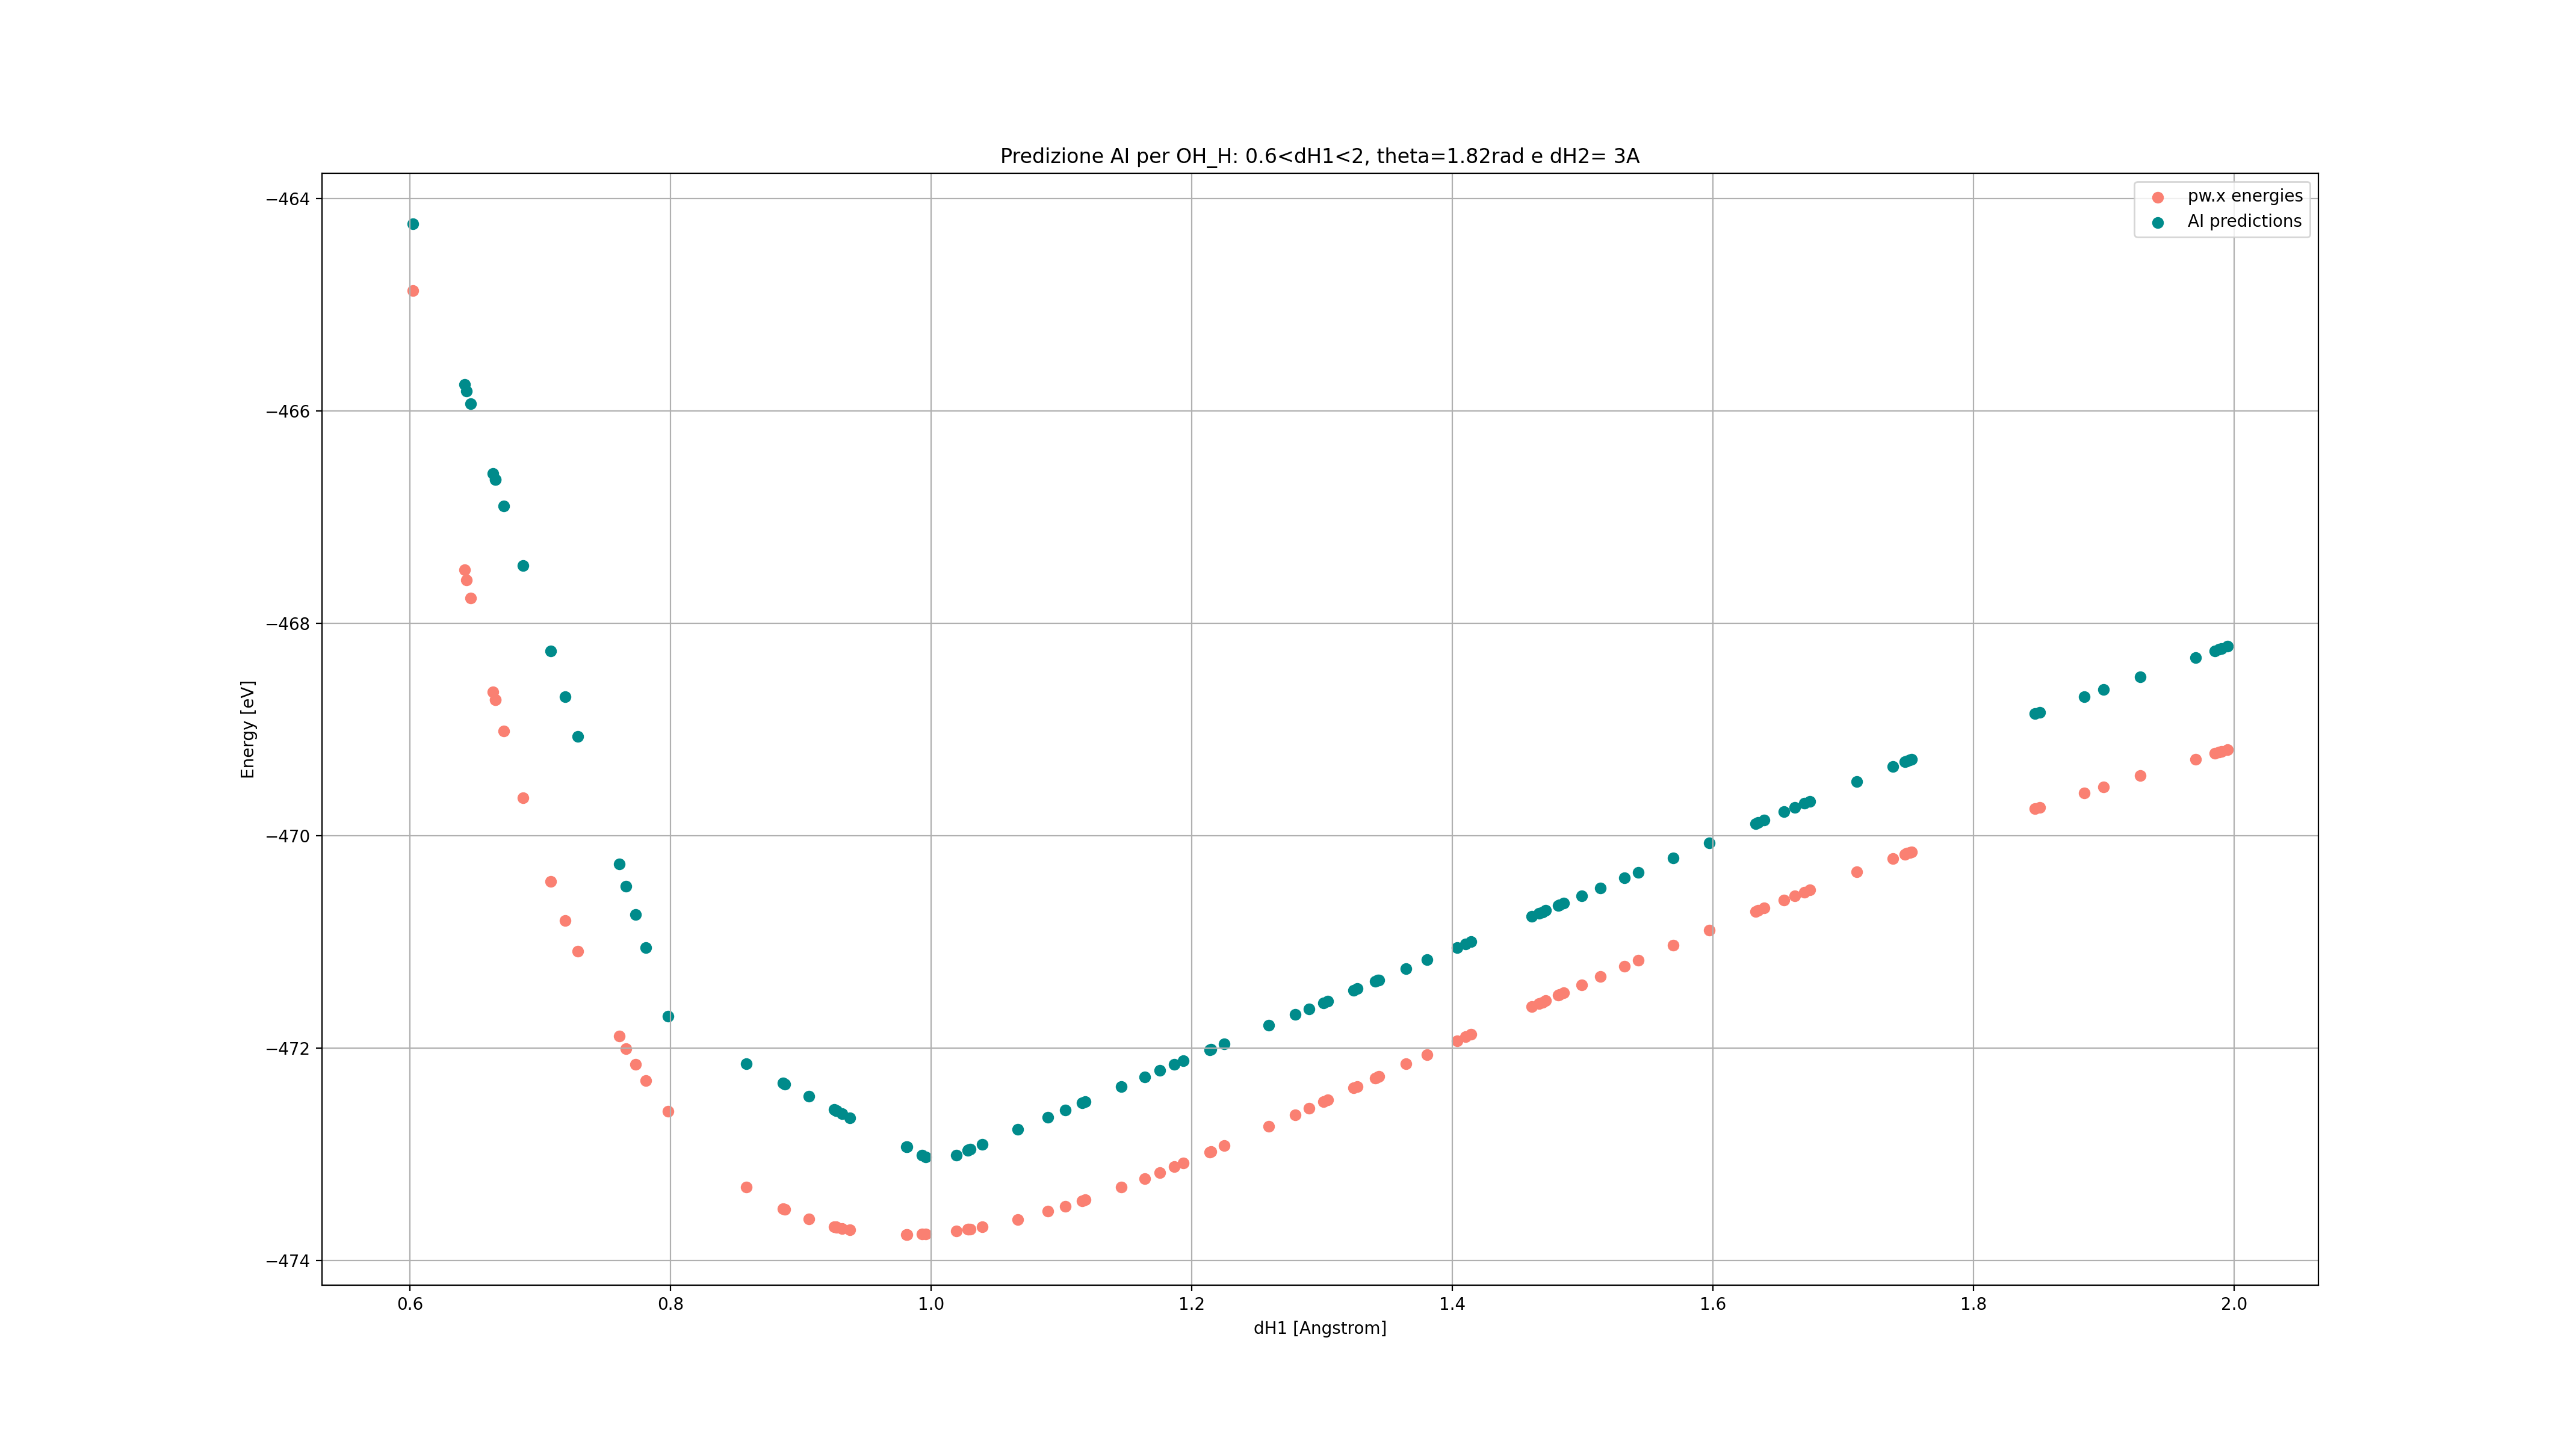 Predizione AI per OH_H: 0.6<dH1<2, theta=1.82rad e dH2= 3A
pw.x energies
AI predictions
−464
−466
−468
−470
−472
−474
Energy [eV]
0.6 0.8 1.0 1.2 1.4 1.6 1.8 2.0
dH1 [Angstrom]